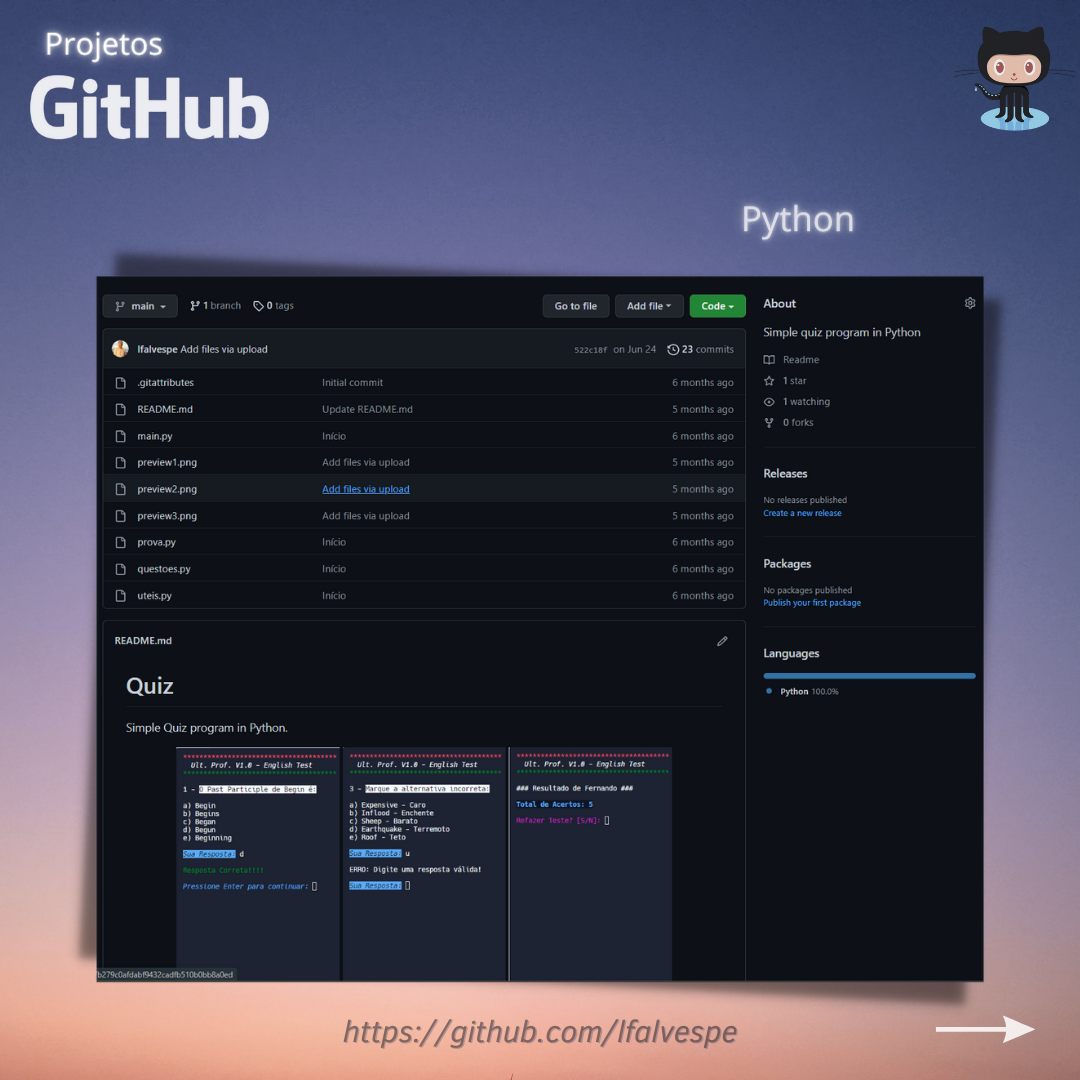 Projetos
GitHub
Python
main
1 branch
0 tags
Go to file
Add file
Code
lfalvespe Add files via upload
522c18f on Jun 24
23 commits
.gitattributes Initial commit 6 months ago
README.md Update README.md 5 months ago
main.py Início 6 months ago
preview1.png Add files via upload 5 months ago
preview2.png Add files via upload 5 months ago
preview3.png Add files via upload 5 months ago
prova.py Início 6 months ago
questoes.py Início 6 months ago
uteis.py Início 6 months ago
About
Simple quiz program in Python
Readme
1 star
1 watching
0 forks
Releases
No releases published
Create a new release
Packages
No packages published
Publish your first package
Languages
Python 100.0%
README.md
Quiz
Simple Quiz program in Python.
****************************************
Ult. Prof. V1.0 - English Test
****************************************
1 - O Past Participle de Begin é!
a) Begin
b) Begins
c) Began
d) Begun
e) Beginning
Sua Resposta: d
Resposta Correta!!!!
Pressione Enter para continuar:
****************************************
Ult. Prof. V1.0 - English Test
****************************************
3 - Marque a alternativa incorreta:
a) Expensive - Caro
b) Inflood - Enchente
c) Sheep - Barato
d) Earthquake - Terremoto
e) Roof - Teto
Sua Resposta: u
ERRO: Digite uma resposta válida!
Sua Resposta:
****************************************
Ult. Prof. V1.0 - English Test
****************************************
### Resultado de Fernando ###
Total de Acertos: 5
Refazer Teste? [S/N]:
b279c0afdabf9432cadfb510b0bb8a0ed
https://github.com/lfalvespe